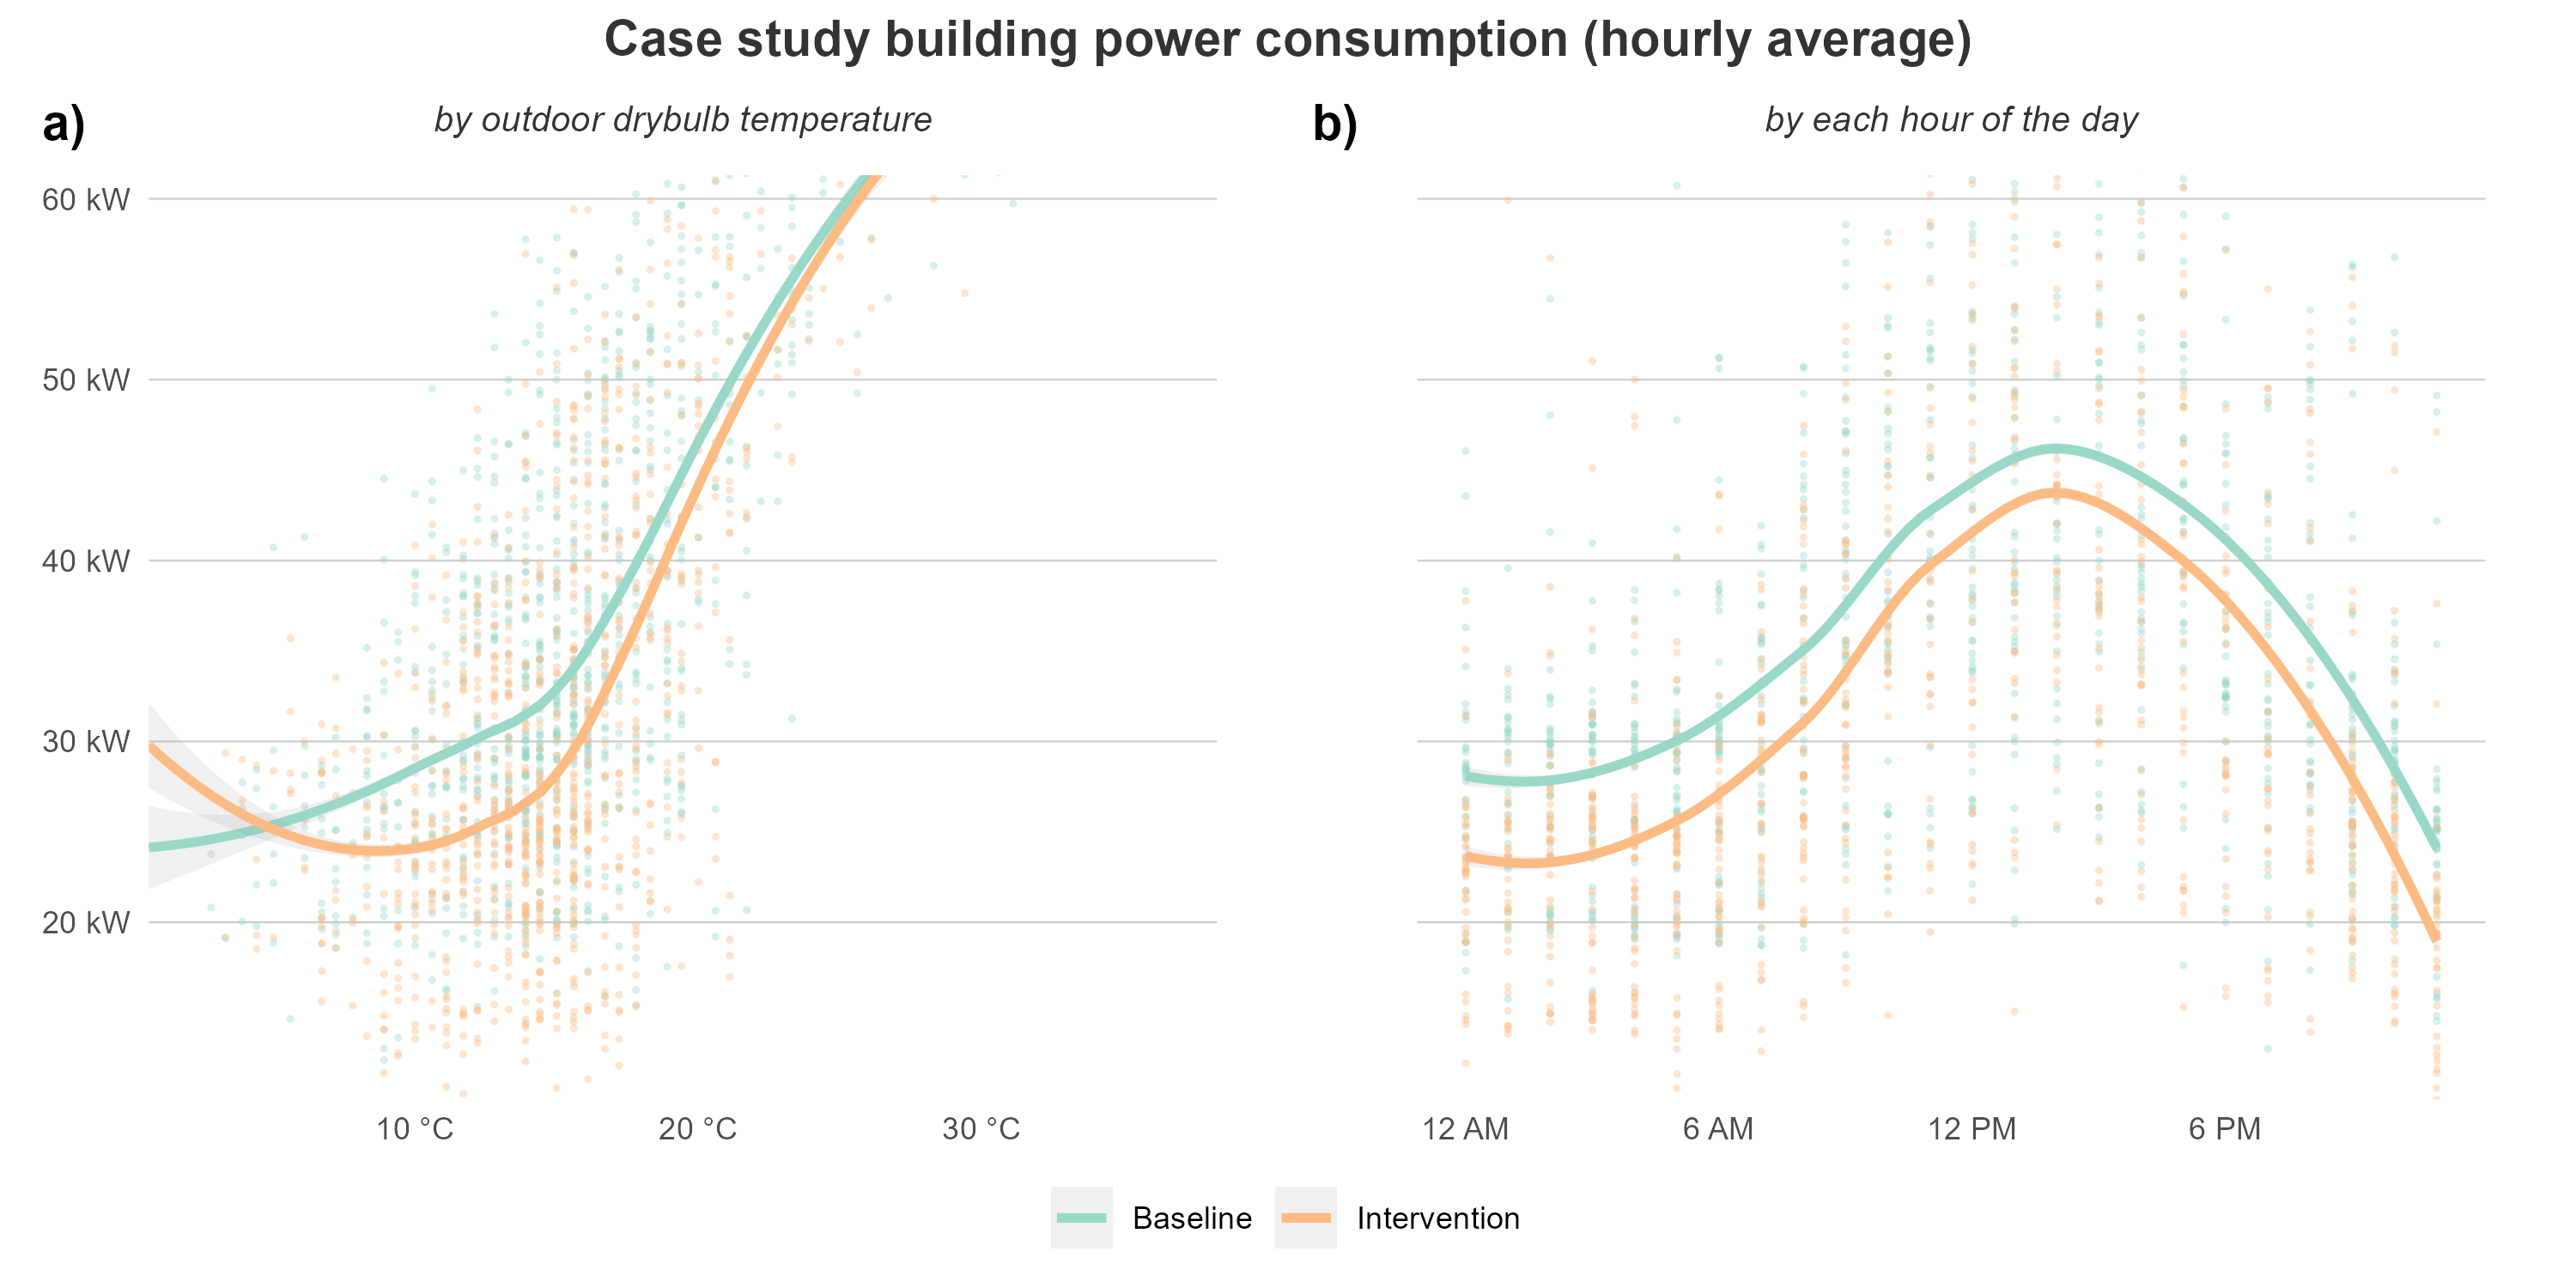 Case study building power consumption (hourly average)
a)
by outdoor drybulb temperature
60 kW
50 kW
40 kW
30 kW
20 kW
10 °C
20 °C
30 °C
b)
by each hour of the day
12 AM
6 AM
12 PM
6 PM
Baseline
Intervention